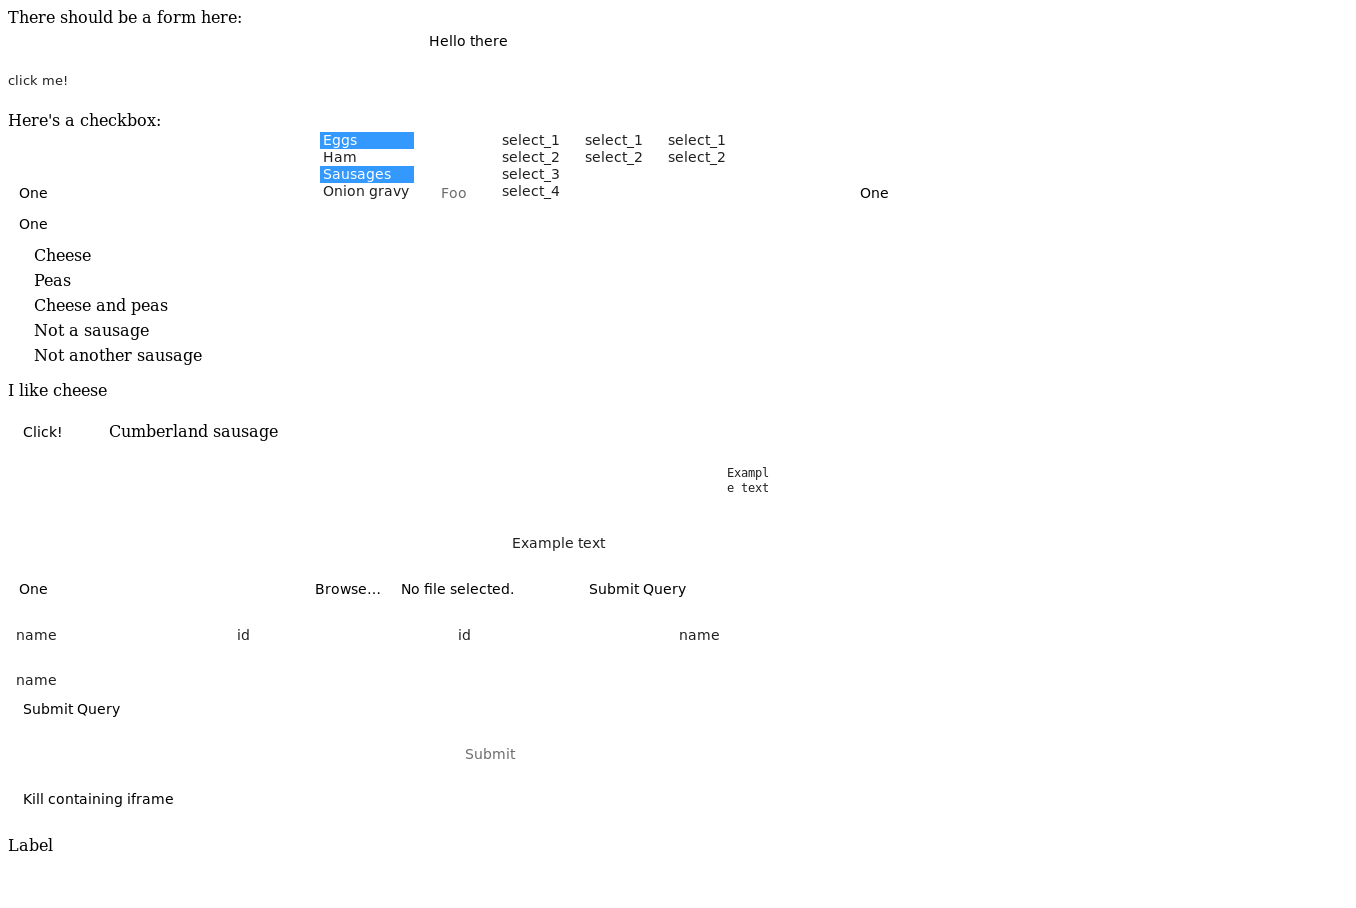 There should be a form here:
Hello there
click me!
Here's a checkbox:
Eggs select_1 select_1 select_1
Ham select_2 select_2 select_2
Sausages select_3
Onion gravy select_4
One Foo One
One
Cheese
Peas
Cheese and peas
Not a sausage
Not another sausage
I like cheese
Click! Cumberland sausage
Exampl
e text
Example text
One Browse... No file selected. Submit Query
name id id name
name
Submit Query
Submit
Kill containing iframe
Label